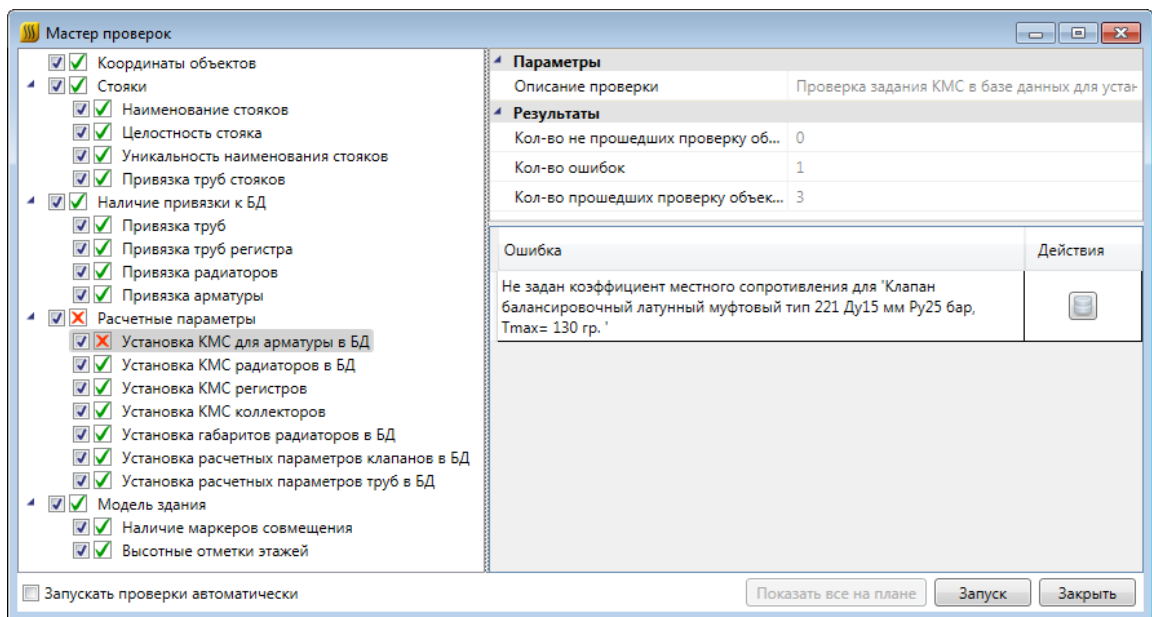 Мастер проверок
Координаты объектов
Стояки
Наименование стояков
Целостность стояка
Уникальность наименования стояков
Привязка труб стояков
Наличие привязки к БД
Привязка труб
Привязка труб регистра
Привязка радиаторов
Привязка арматуры
Расчетные параметры
Установка КМС для арматуры в БД
Установка КМС радиаторов в БД
Установка КМС регистров
Установка КМС коллекторов
Установка габаритов радиаторов в БД
Установка расчетных параметров клапанов в БД
Установка расчетных параметров труб в БД
Модель здания
Наличие маркеров совмещения
Высотные отметки этажей
Параметры
Описание проверки Проверка задания КМС в базе данных для устан
Результаты
Кол-во не прошедших проверку об... 0
Кол-во ошибок 1
Кол-во прошедших проверку объек... 3
Ошибка Действия
Не задан коэффициент местного сопротивления для 'Клапан
балансировочный латунный муфтовый тип 221 Ду15 мм Ру25 бар,
Tmax= 130 гр. '
Запускать проверки автоматически
Показать все на плане Запуск Закрыть